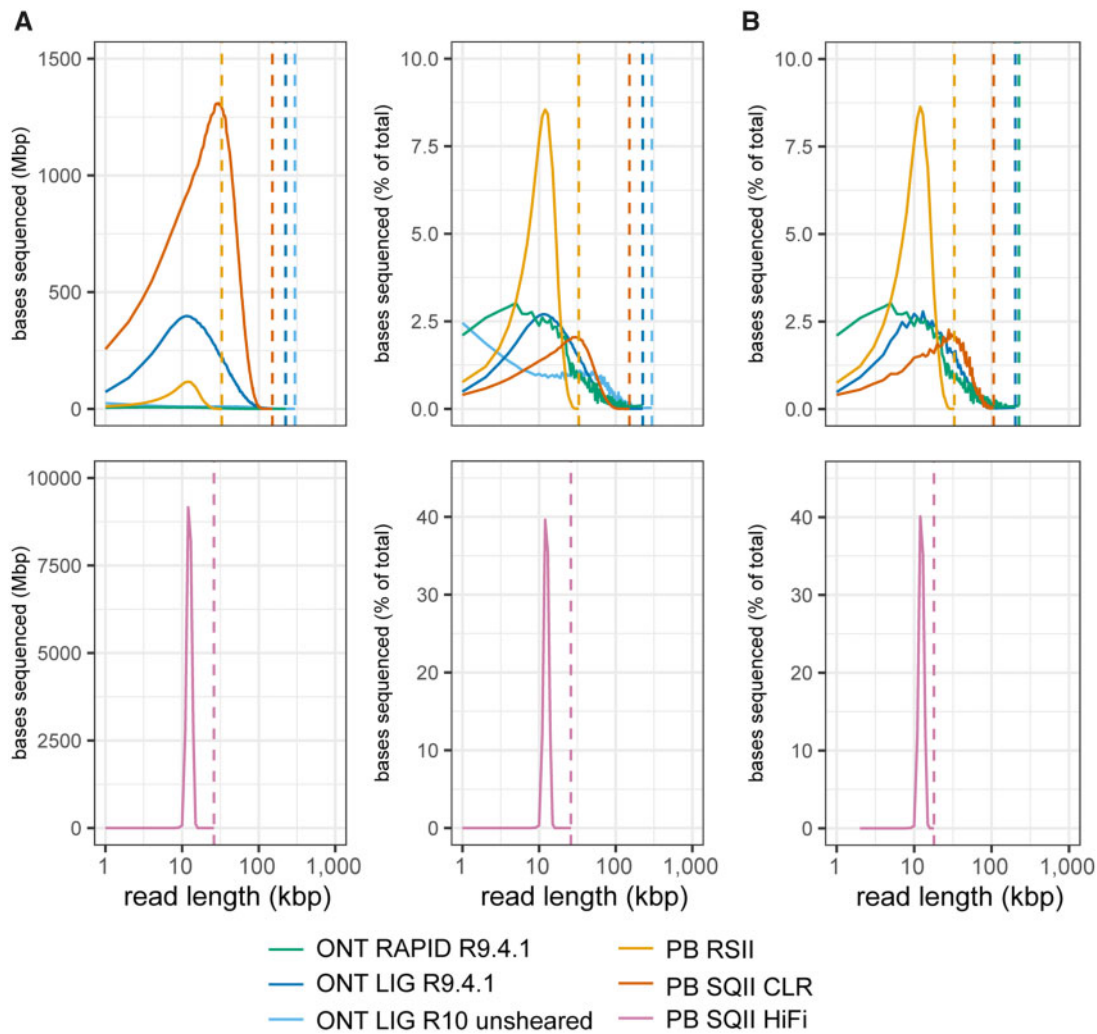 A
B
bases sequenced (Mbp)
1500
1000
500
0
bases sequenced (% of total)
10.0
7.5
5.0
2.5
0.0
bases sequenced (% of total)
10.0
7.5
5.0
2.5
0.0
bases sequenced (Mbp)
10000
7500
5000
2500
0
1 10 100 1,000
read length (kbp)
bases sequenced (% of total)
40
30
20
10
0
1 10 100 1,000
read length (kbp)
bases sequenced (% of total)
40
30
20
10
0
1 10 100 1,000
read length (kbp)
ONT RAPID R9.4.1
ONT LIG R9.4.1
ONT LIG R10 unsheared
PB RSII
PB SQII CLR
PB SQII HiFi